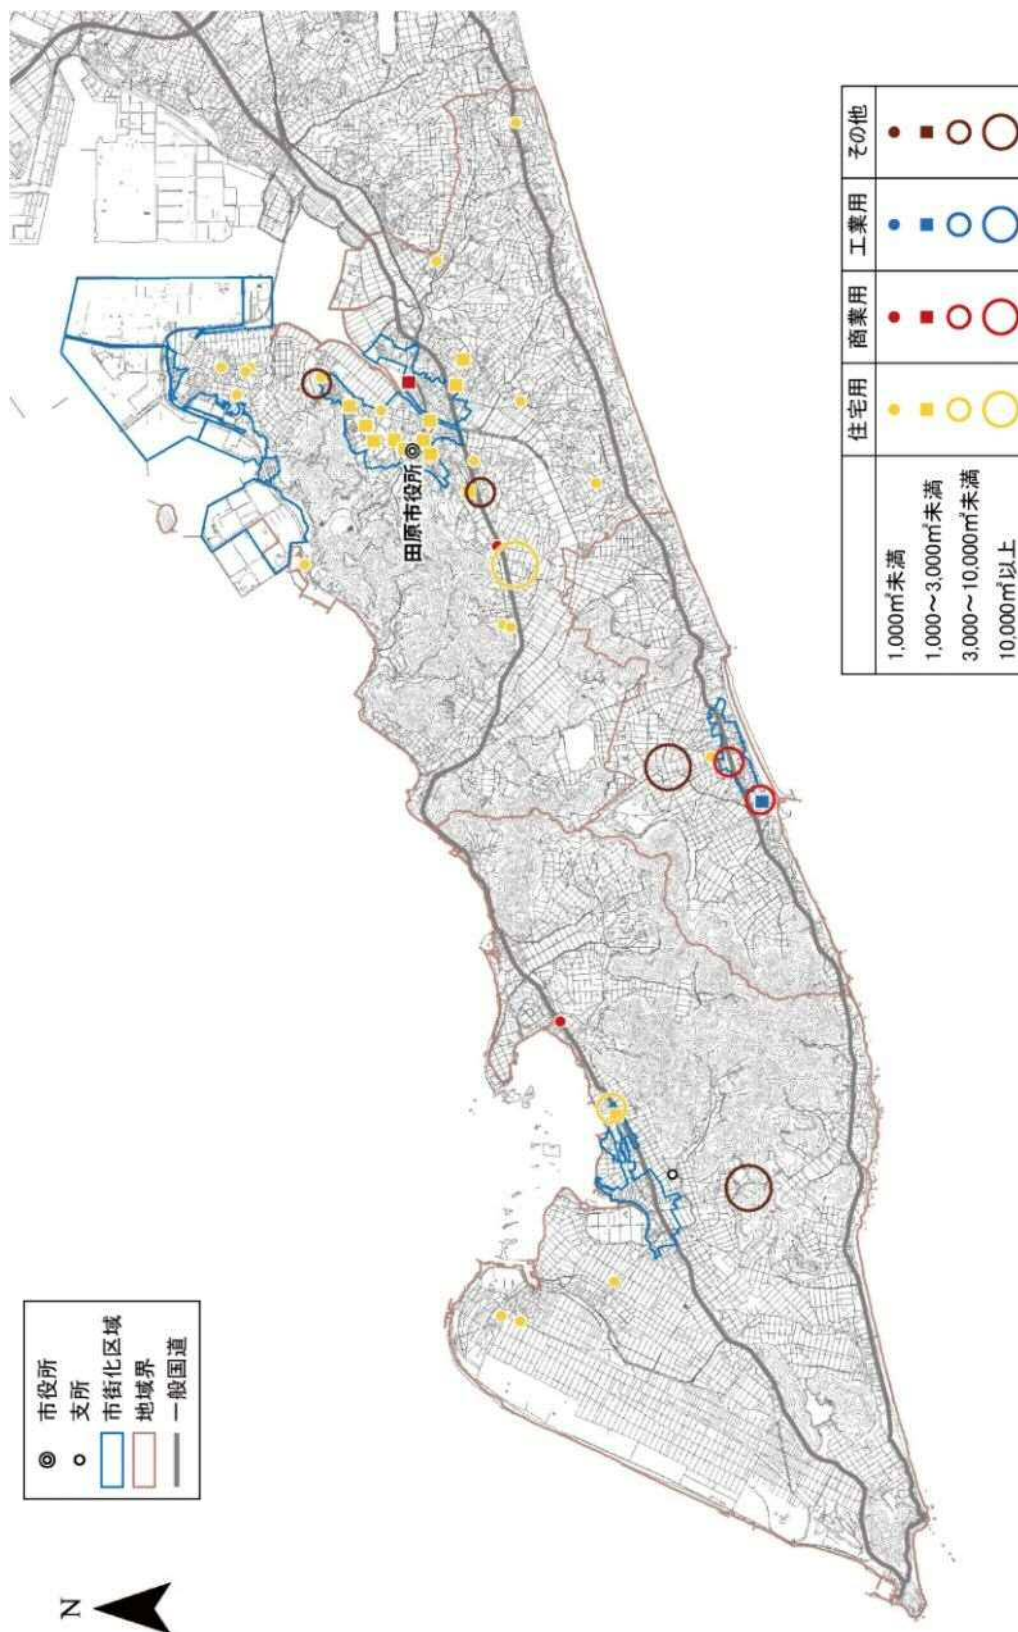 N
市役所
支所
市街化区域
地域界
一般国道
田原市役所
住宅用 商業用 工業用 その他
1,000㎡未満
1,000～3,000㎡未満
3,000～10,000㎡未満
10,000㎡以上